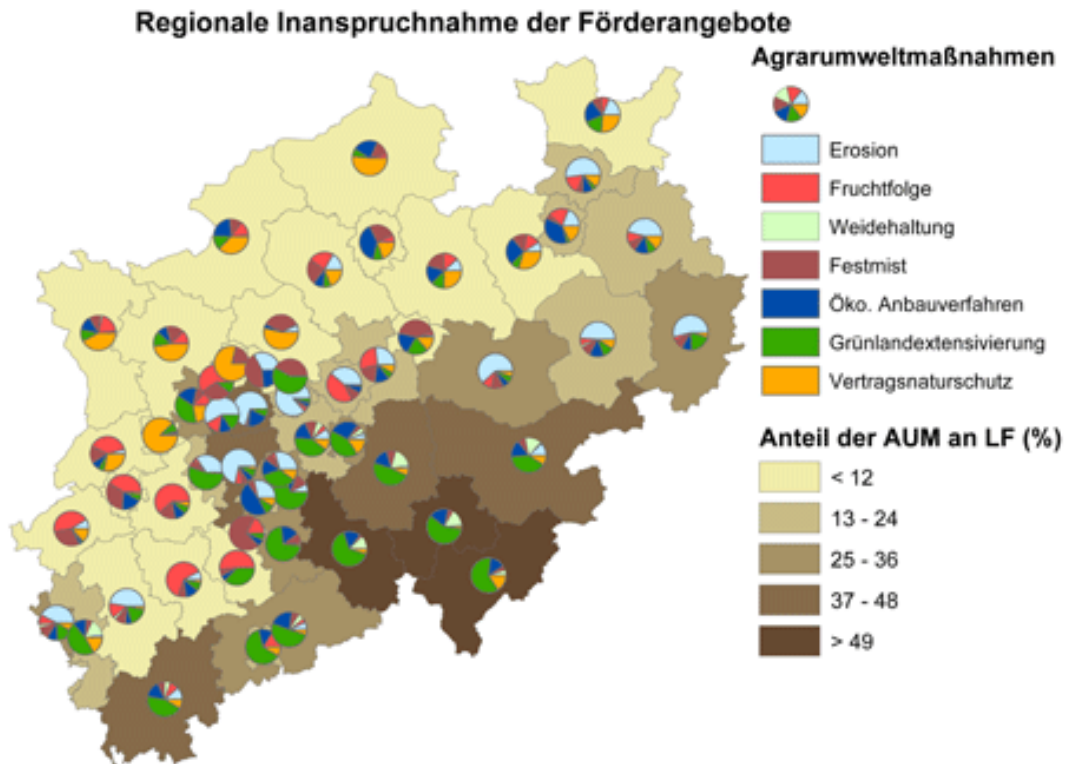 Regionale Inanspruchnahme der Förderangebote
Agrarumweltmaßnahmen
Erosion
Fruchtfolge
Weidehaltung
Festmist
Öko. Anbauverfahren
Grünlandextensivierung
Vertragsnaturschutz
Anteil der AUM an LF (%)
< 12
13 - 24
25 - 36
37 - 48
> 49